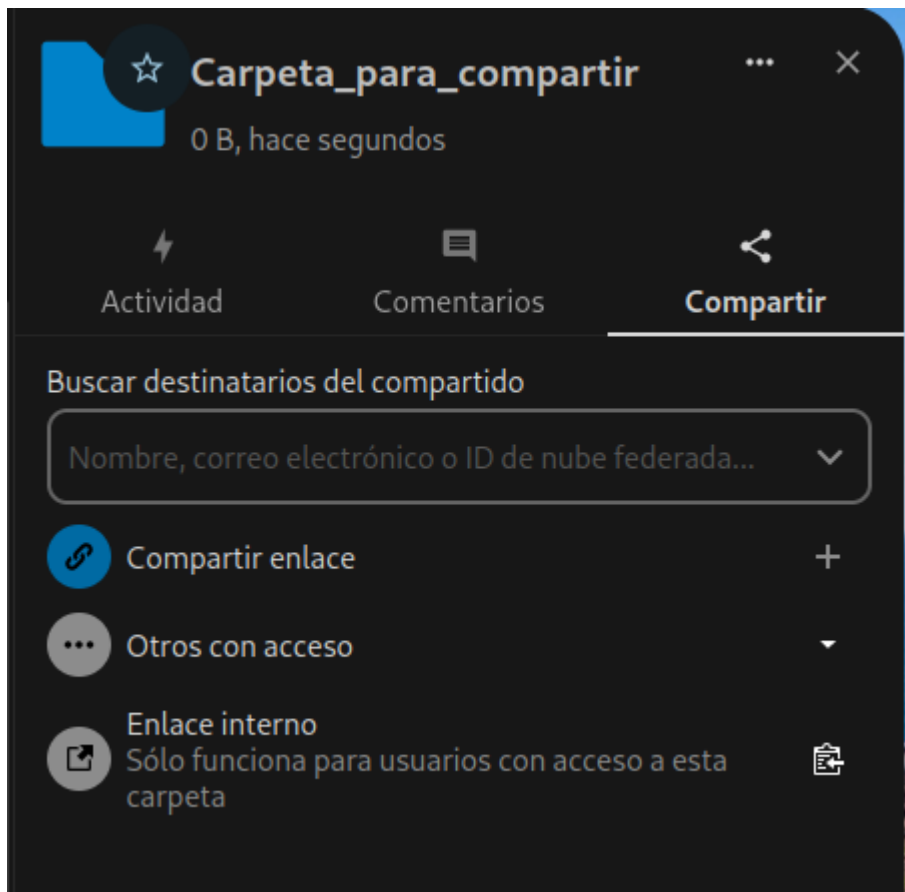 Carpeta_para_compartir
0 B, hace segundos
Actividad
Comentarios
Compartir
Buscar destinatarios del compartido
Nombre, correo electrónico o ID de nube federada...
Compartir enlace
Otros con acceso
Enlace interno
Sólo funciona para usuarios con acceso a esta
carpeta